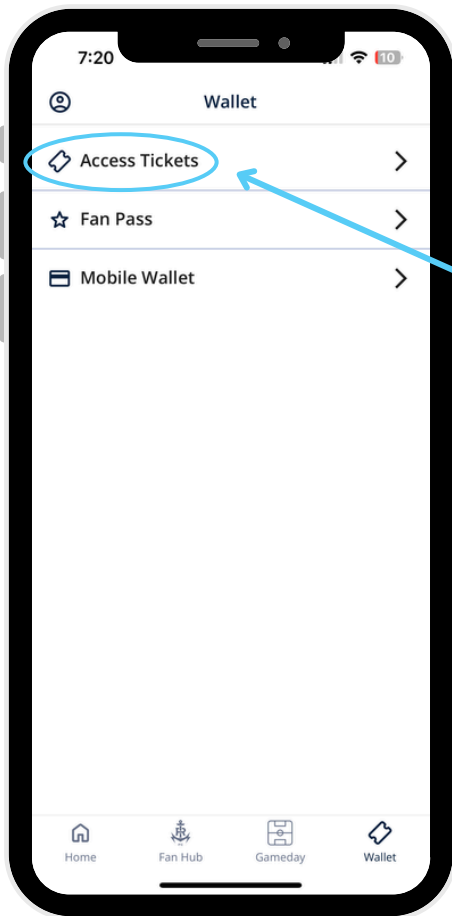 7:20
10
Wallet
Access Tickets
Fan Pass
Mobile Wallet
Home
Fan Hub
Gameday
Wallet